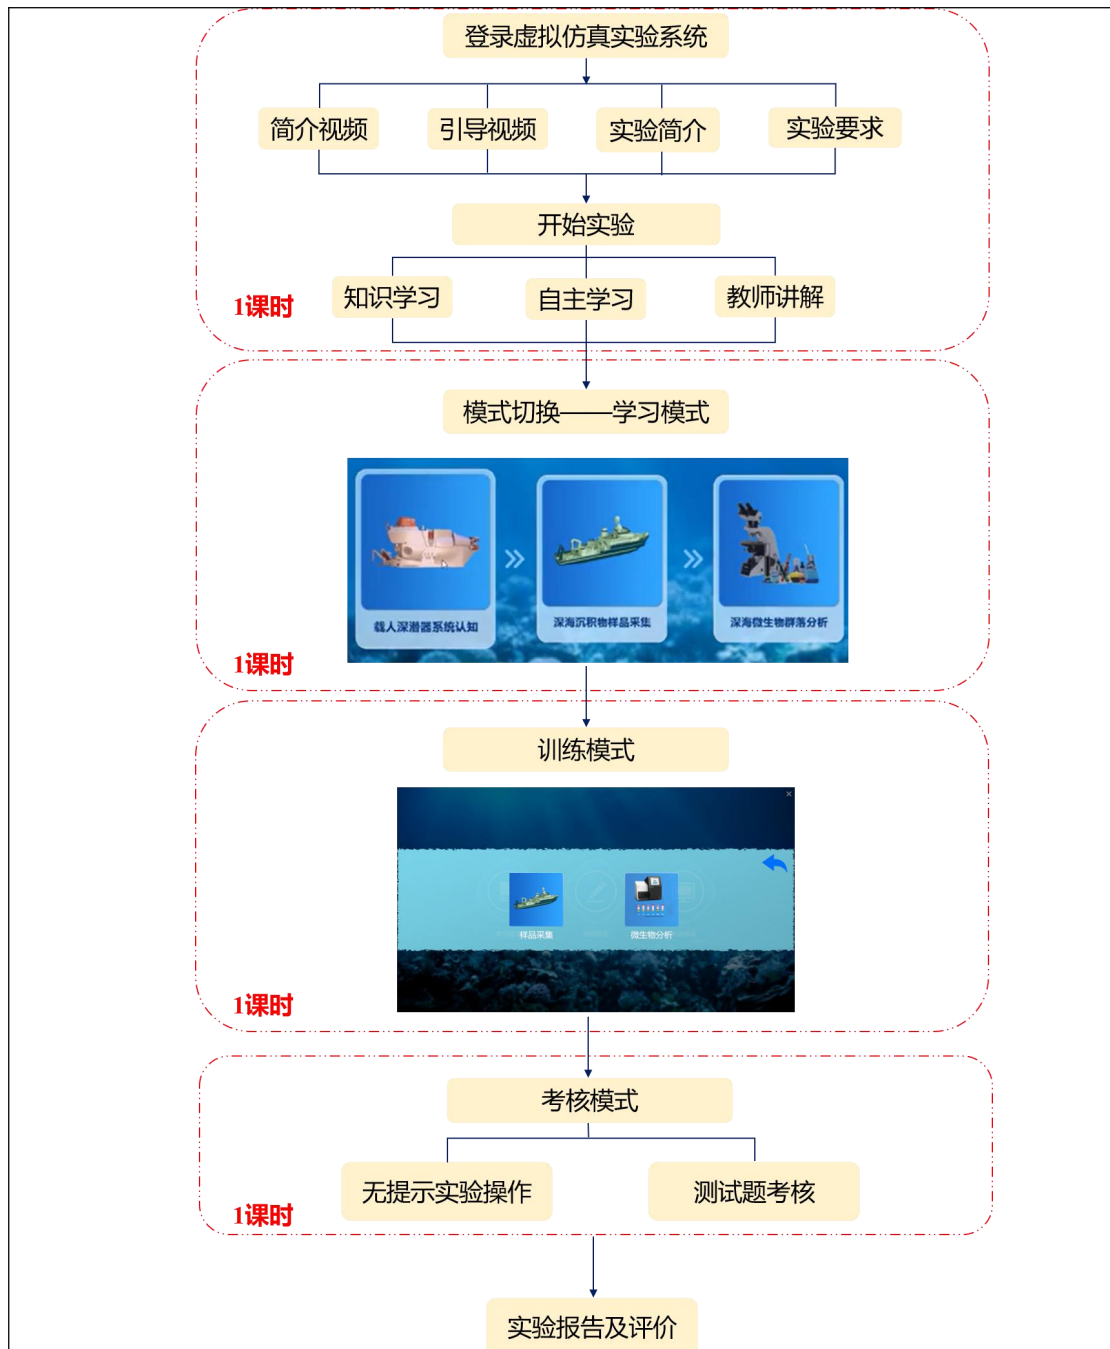 登录虚拟仿真实验系统
简介视频
引导视频
实验简介
实验要求
开始实验
知识学习
自主学习
教师讲解
1课时
模式切换——学习模式
载人深潜器系统认知
深海沉积物样品采集
深海微生物群落分析
1课时
训练模式
样品采集
微生物分析
1课时
考核模式
无提示实验操作
测试题考核
1课时
实验报告及评价